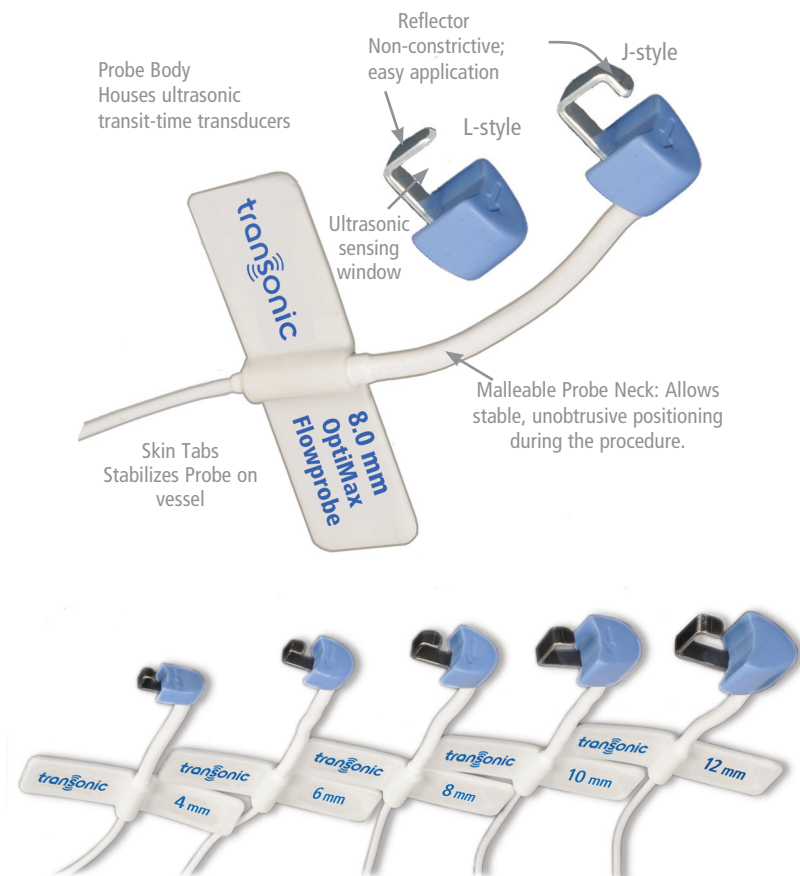 Reflector
Non-constrictive;
easy application
J-style
Probe Body
Houses ultrasonic
transit-time transducers
L-style
Ultrasonic
sensing
window
transonic
Malleable Probe Neck: Allows
stable, unobtrusive positioning
during the procedure.
8.0 mm
OptiMax
Flowprobe
Skin Tabs
Stabilizes Probe on
vessel
transonic
4 mm
transonic
6 mm
transonic
8 mm
transonic
10 mm
transonic
12 mm